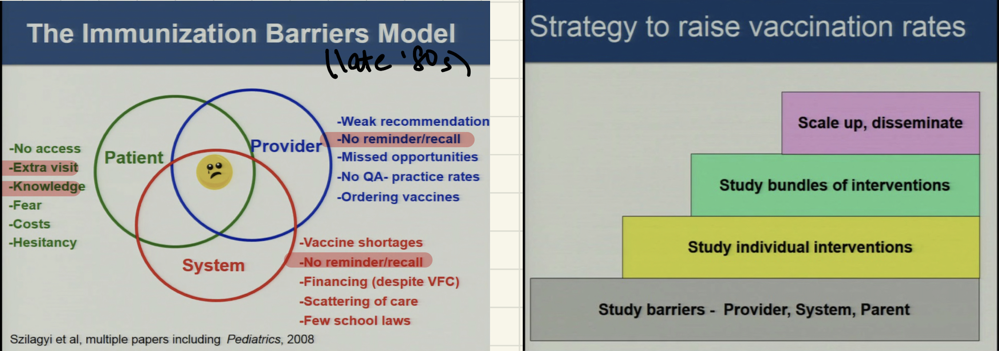 The Immunization Barriers Model
(late '80s)
Patient
-No access
-Extra visit
-Knowledge
-Fear
-Costs
-Hesitancy
Provider
-Weak recommendation
-No reminder/recall
-Missed opportunities
-No QA- practice rates
-Ordering vaccines
System
-Vaccine shortages
-No reminder/recall
-Financing (despite VFC)
-Scattering of care
-Few school laws
Szilagyi et al, multiple papers including Pediatrics, 2008
Strategy to raise vaccination rates
Scale up, disseminate
Study bundles of interventions
Study individual interventions
Study barriers - Provider, System, Parent